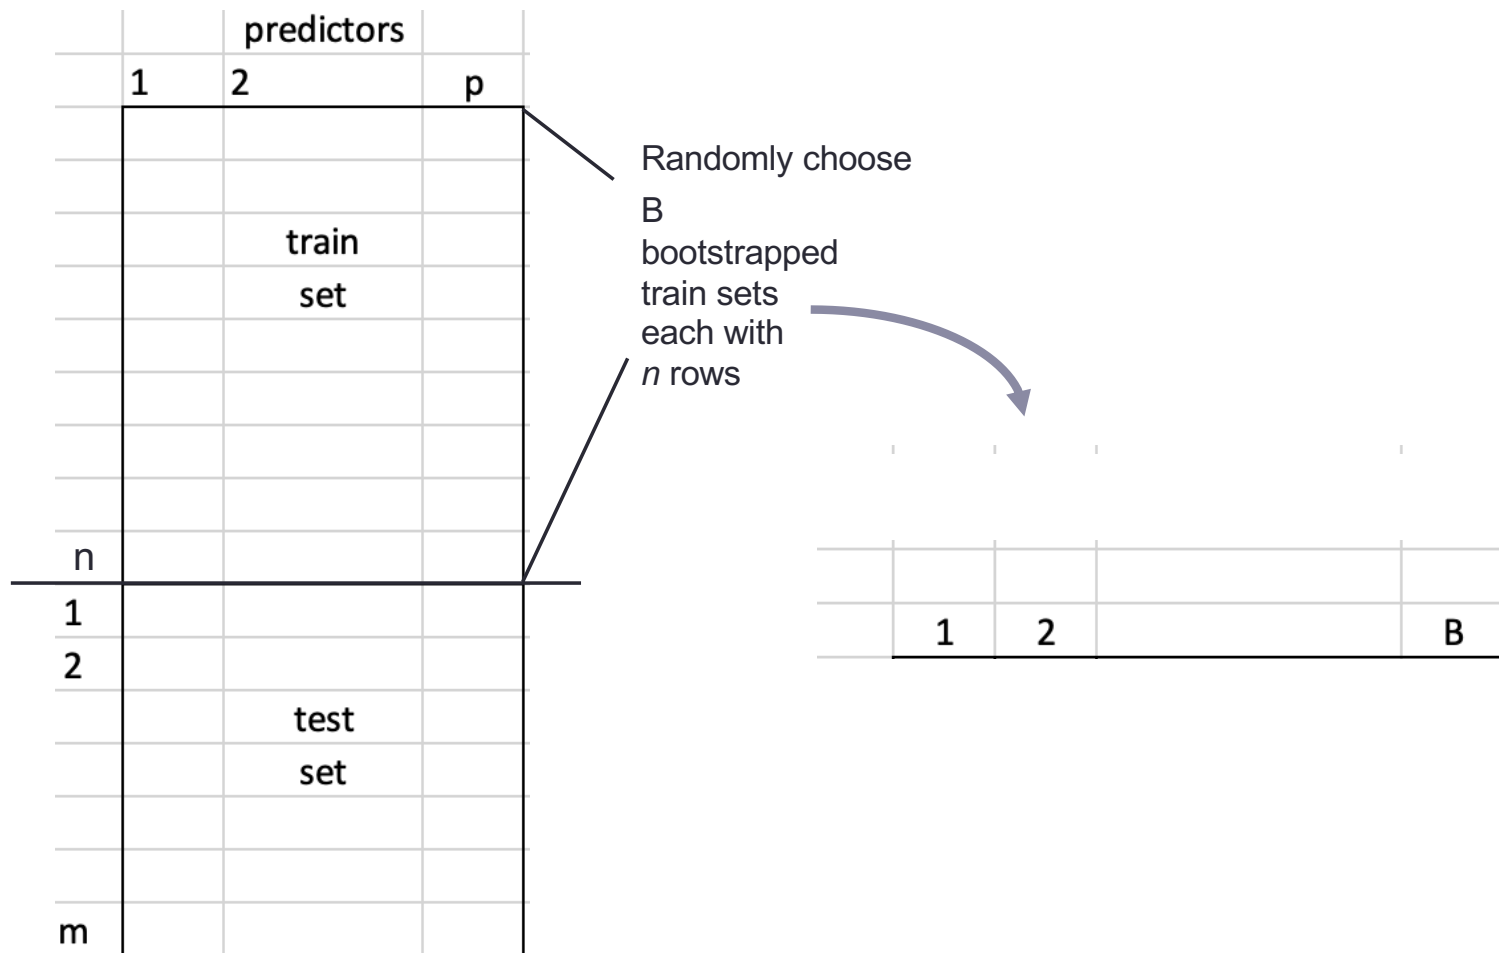 predictors
1 2 p
train
set
n
1
2
test
set
m
Randomly choose
B
bootstrapped
train sets
each with
n rows
1 2 B